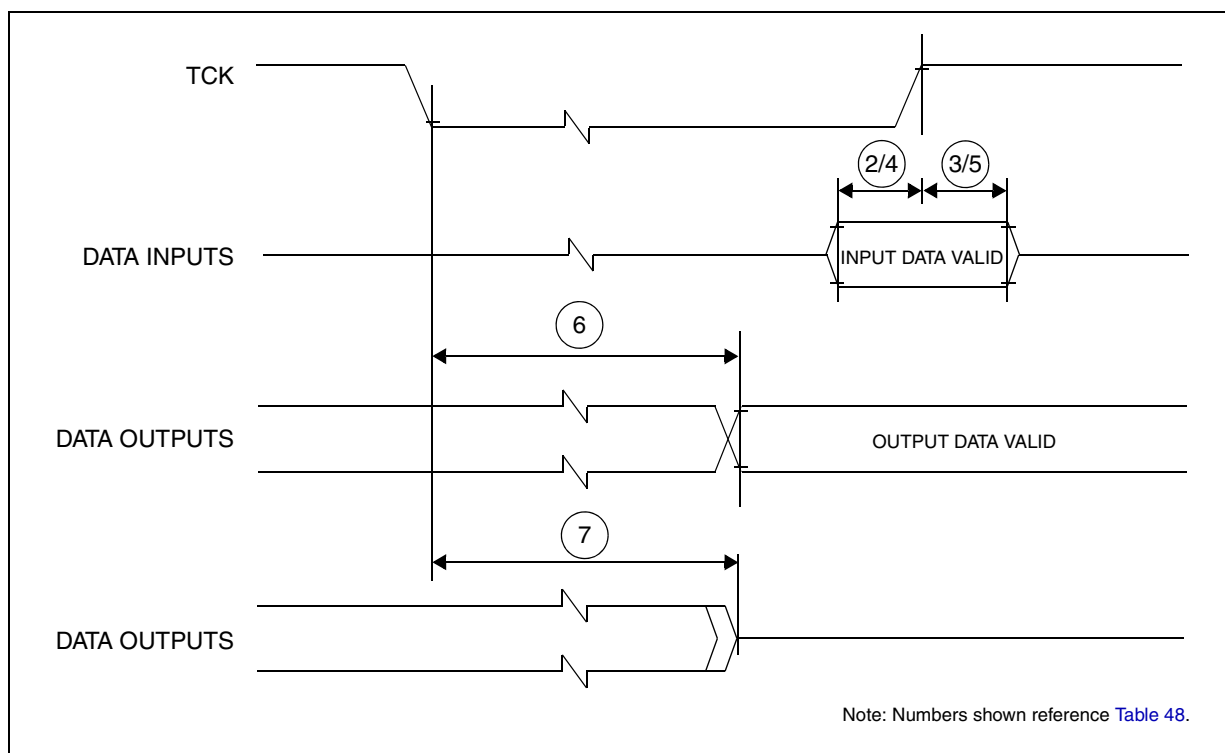 TCK
2/4
3/5
DATA INPUTS
INPUT DATA VALID
6
DATA OUTPUTS
OUTPUT DATA VALID
7
DATA OUTPUTS
Note: Numbers shown reference Table 48.